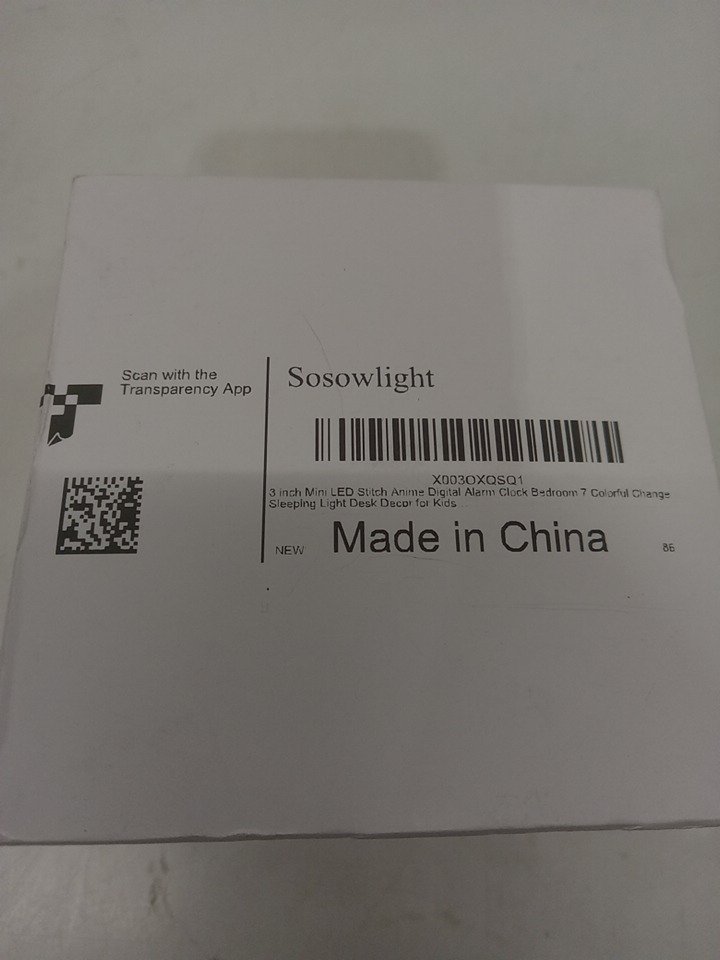 Scan with the
Transparency App
Sosowlight
X003OXQSQ1
3 inch Mini LED Stitch Anime Digital Alarm Clock Bedroom 7 Colorful Change
Sleeping Light Desk Decor for Kids...
NEW
Made in China
86